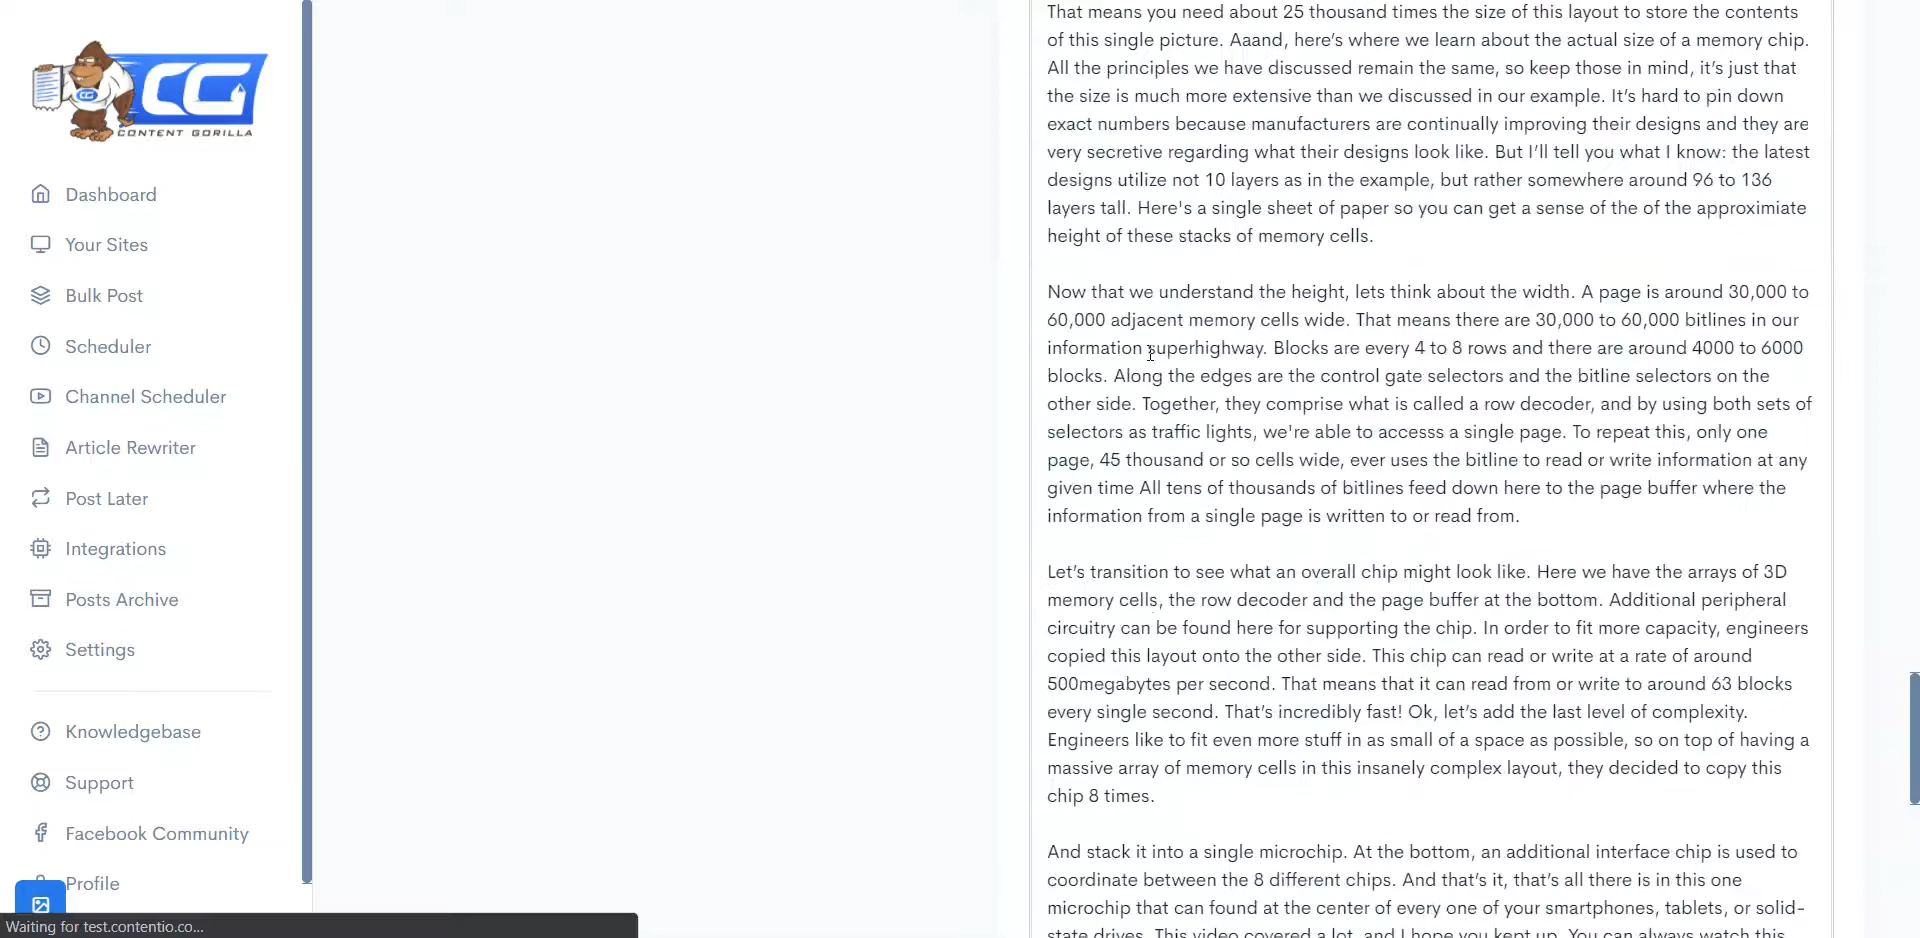 CG
CONTENT GORILLA
Dashboard
Your Sites
Bulk Post
Scheduler
Channel Scheduler
Article Rewriter
Post Later
Integrations
Posts Archive
Settings
Knowledgebase
Support
Facebook Community
Profile
Waiting for test.contentio.co...
That means you need about 25 thousand times the size of this layout to store the contents
of this single picture. Aaand, here’s where we learn about the actual size of a memory chip.
All the principles we have discussed remain the same, so keep those in mind, it’s just that
the size is much more extensive than we discussed in our example. It’s hard to pin down
exact numbers because manufacturers are continually improving their designs and they are
very secretive regarding what their designs look like. But I’ll tell you what I know: the latest
designs utilize not 10 layers as in the example, but rather somewhere around 96 to 136
layers tall. Here's a single sheet of paper so you can get a sense of the of the approximiate
height of these stacks of memory cells.
Now that we understand the height, lets think about the width. A page is around 30,000 to
60,000 adjacent memory cells wide. That means there are 30,000 to 60,000 bitlines in our
information superhighway. Blocks are every 4 to 8 rows and there are around 4000 to 6000
blocks. Along the edges are the control gate selectors and the bitline selectors on the
other side. Together, they comprise what is called a row decoder, and by using both sets of
selectors as traffic lights, we're able to accesss a single page. To repeat this, only one
page, 45 thousand or so cells wide, ever uses the bitline to read or write information at any
given time All tens of thousands of bitlines feed down here to the page buffer where the
information from a single page is written to or read from.
Let’s transition to see what an overall chip might look like. Here we have the arrays of 3D
memory cells, the row decoder and the page buffer at the bottom. Additional peripheral
circuitry can be found here for supporting the chip. In order to fit more capacity, engineers
copied this layout onto the other side. This chip can read or write at a rate of around
500megabytes per second. That means that it can read from or write to around 63 blocks
every single second. That’s incredibly fast! Ok, let’s add the last level of complexity.
Engineers like to fit even more stuff in as small of a space as possible, so on top of having a
massive array of memory cells in this insanely complex layout, they decided to copy this
chip 8 times.
And stack it into a single microchip. At the bottom, an additional interface chip is used to
coordinate between the 8 different chips. And that’s it, that’s all there is in this one
microchip that can found at the center of every one of your smartphones, tablets, or solid-
state drives. This video covered a lot, and I hope you kept up. You can always watch this